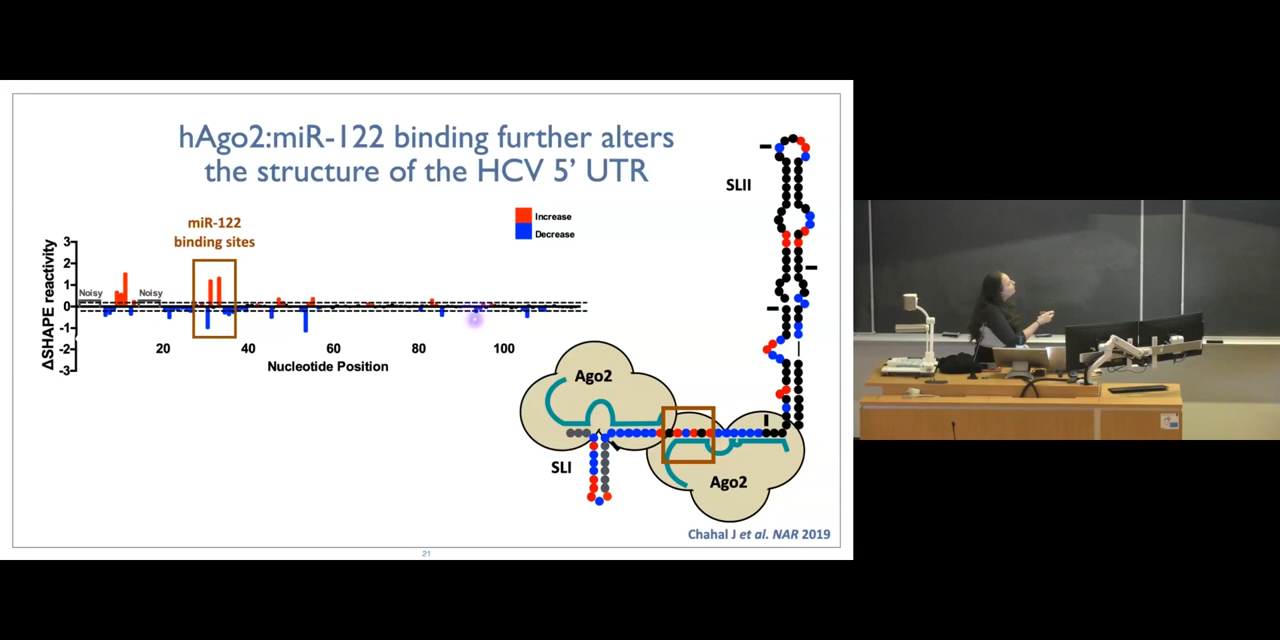 hAgo2:miR-122 binding further alters
the structure of the HCV 5’ UTR
miR-122
binding sites
Increase
Decrease
ΔSHAPE reactivity
3
2
1
0
-1
-2
-3
Noisy
Noisy
20
40
60
80
100
Nucleotide Position
SLII
Ago2
SLI
Ago2
Chahal J et al. NAR 2019
21